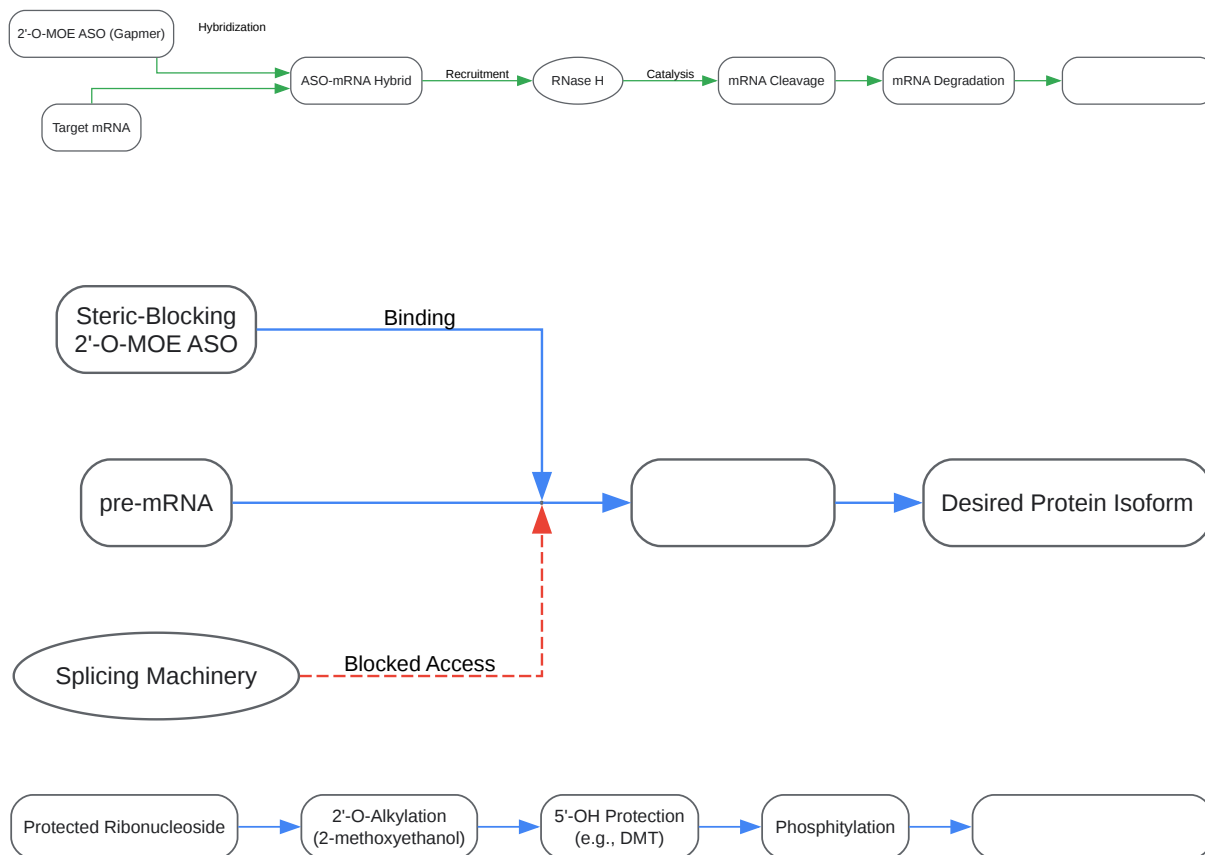 2'-O-MOE ASO (Gapmer)
Hybridization
ASO-mRNA Hybrid
Recruitment
RNase H
Catalysis
mRNA Cleavage
mRNA Degradation
Target mRNA
Steric-Blocking
2'-O-MOE ASO
Binding
pre-mRNA
Desired Protein Isoform
Splicing Machinery
Blocked Access
Protected Ribonucleoside
2'-O-Alkylation
(2-methoxyethanol)
5'-OH Protection
(e.g., DMT)
Phosphitylation